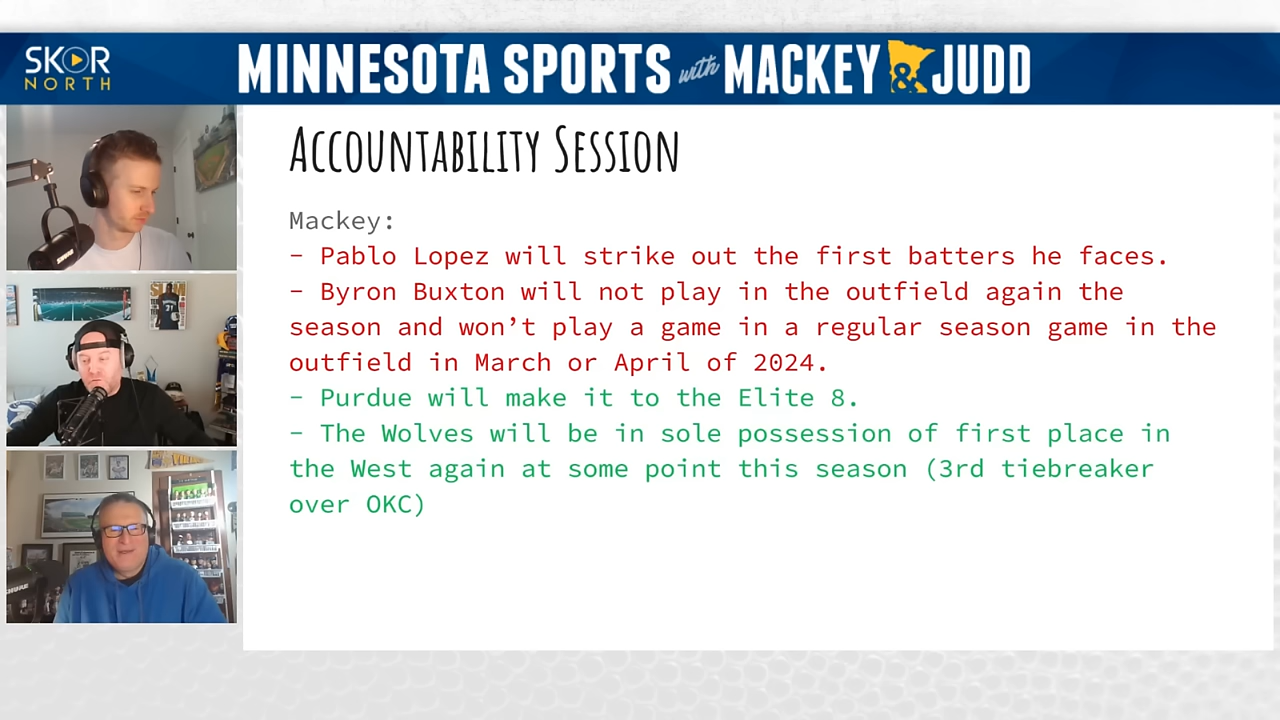 SKOR
NORTH
MINNESOTA SPORTS with MACKEY & JUDD
Accountability Session
Mackey:
- Pablo Lopez will strike out the first batters he faces.
- Byron Buxton will not play in the outfield again the
season and won’t play a game in a regular season game in the
outfield in March or April of 2024.
- Purdue will make it to the Elite 8.
- The Wolves will be in sole possession of first place in
the West again at some point this season (3rd tiebreaker
over OKC)
SHURE
SLAM